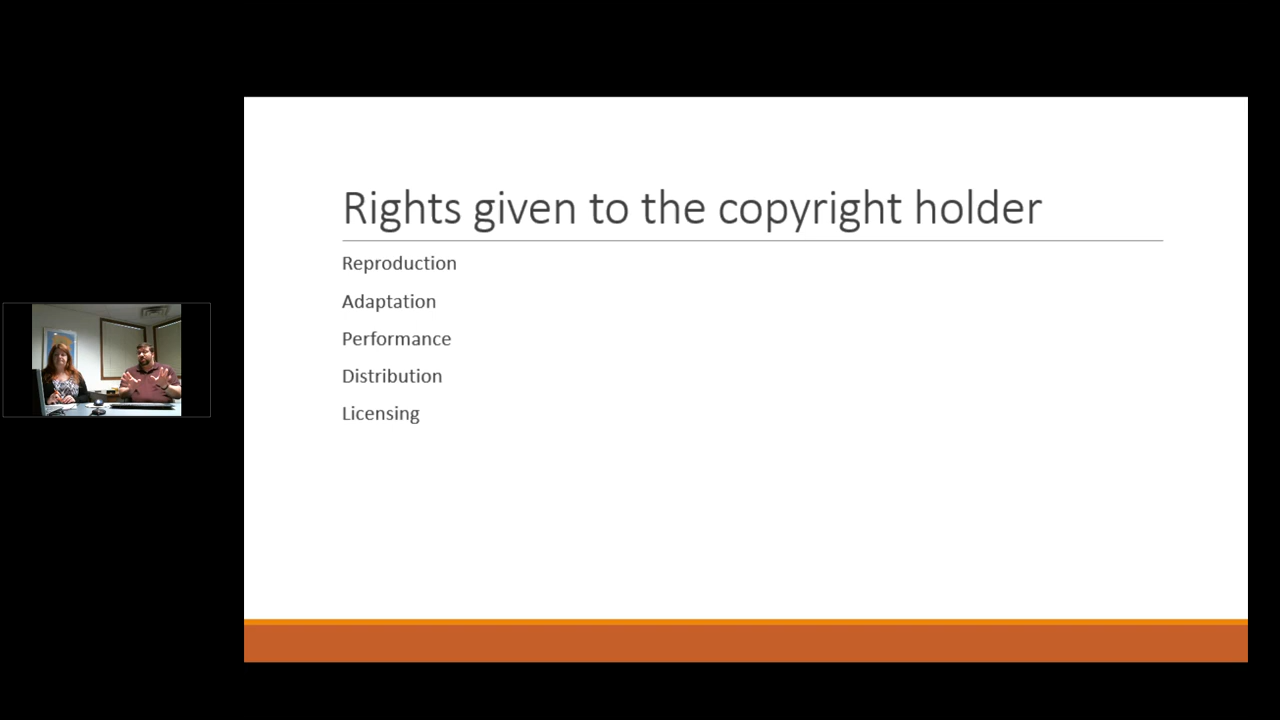 Rights given to the copyright holder
Reproduction
Adaptation
Performance
Distribution
Licensing